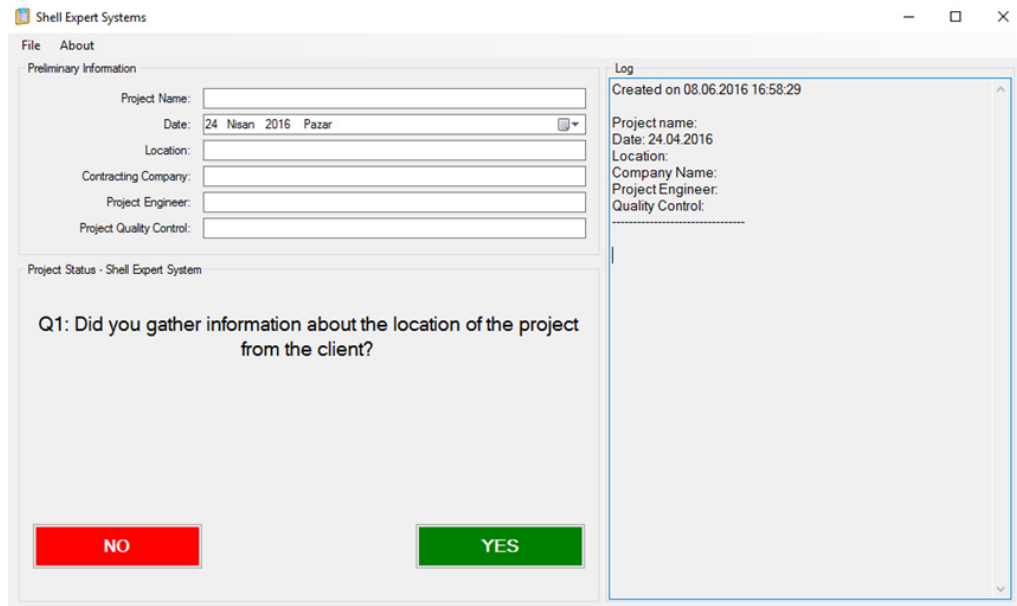 Shell Expert Systems
File About
Preliminary Information
Project Name:
Date: 24 Nisan 2016 Pazar
Location:
Contracting Company:
Project Engineer:
Project Quality Control:
Project Status - Shell Expert System
Q1: Did you gather information about the location of the project
from the client?
NO
YES
Log
Created on 08.06.2016 16:58:29
Project name:
Date: 24.04.2016
Location:
Company Name:
Project Engineer:
Quality Control:
--------------------------------